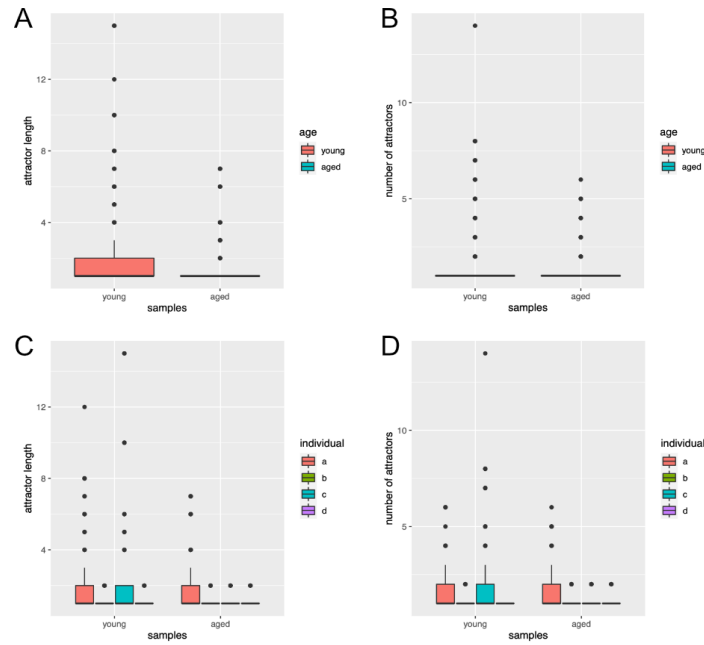 A
attractor length
12
8
4
young
aged
samples
age
young
aged
B
number of attractors
10
5
young
aged
samples
age
young
aged
C
attractor length
12
8
4
young
aged
samples
individual
a
b
c
d
D
number of attractors
10
5
young
aged
samples
individual
a
b
c
d